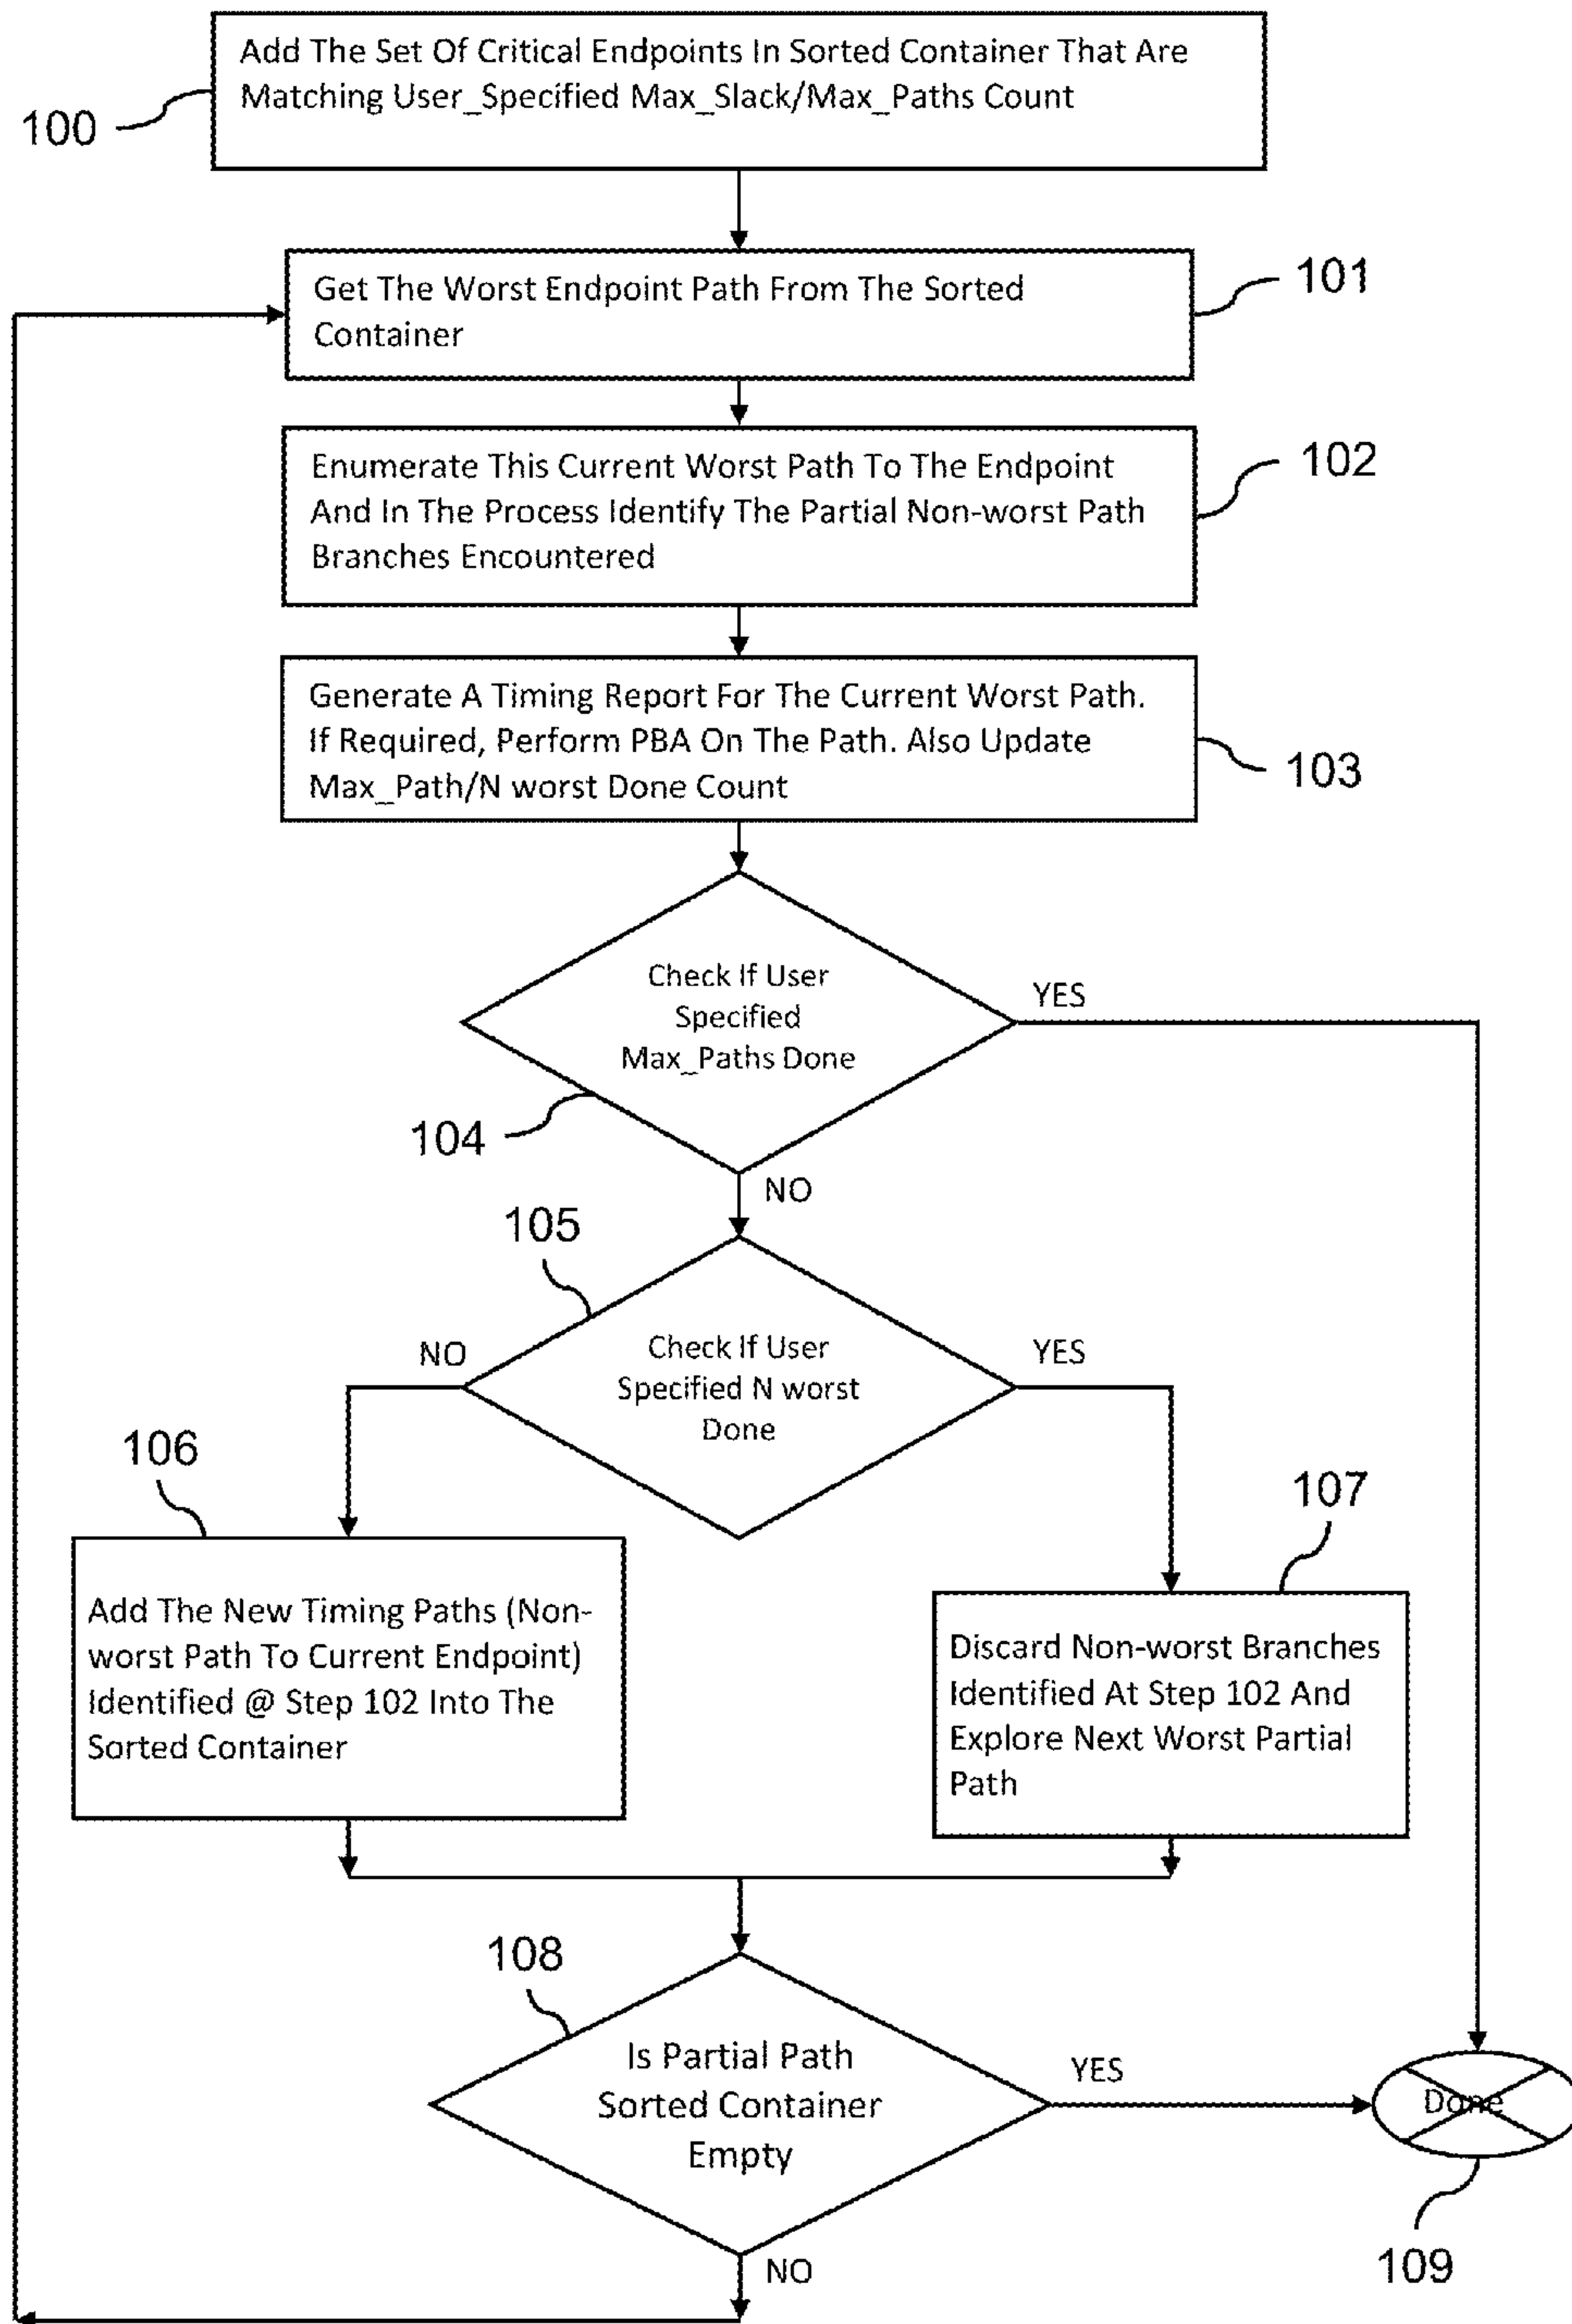 Add The Set Of Critical Endpoints In Sorted Container That Are
Matching User_Specified Max_Slack/Max_Paths Count
100
Get The Worst Endpoint Path From The Sorted
Container
101
Enumerate This Current Worst Path To The Endpoint
And In The Process Identify The Partial Non-worst Path
Branches Encountered
102
Generate A Timing Report For The Current Worst Path.
If Required, Perform PBA On The Path. Also Update
Max_Path/N worst Done Count
103
Check If User
Specified
Max_Paths Done
YES
104
NO
105
Check If User
Specified N worst
Done
NO
YES
106
107
Add The New Timing Paths (Non-
worst Path To Current Endpoint)
Identified @ Step 102 Into The
Sorted Container
Discard Non-worst Branches
Identified At Step 102 And
Explore Next Worst Partial
Path
108
Is Partial Path
Sorted Container
Empty
YES
Done
NO
109